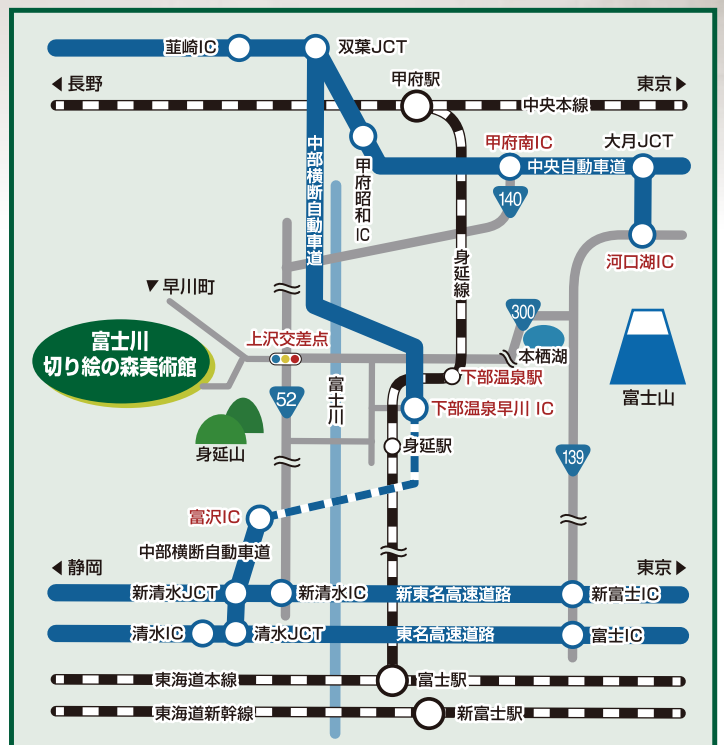 韮崎IC
双葉JCT
長野
甲府駅
東京
中央本線
中部横断自動車道
甲府昭和IC
甲府南IC
大月JCT
中央自動車道
140
身延線
河口湖IC
早川町
300
富士川
切り絵の森美術館
上沢交差点
本栖湖
富士山
下部温泉駅
52
富士川
下部温泉早川 IC
身延山
身延駅
139
富沢IC
中部横断自動車道
静岡
東京
新清水JCT
新清水IC
新東名高速道路
新富士IC
清水IC
清水JCT
東名高速道路
富士IC
東海道本線
富士駅
東海道新幹線
新富士駅